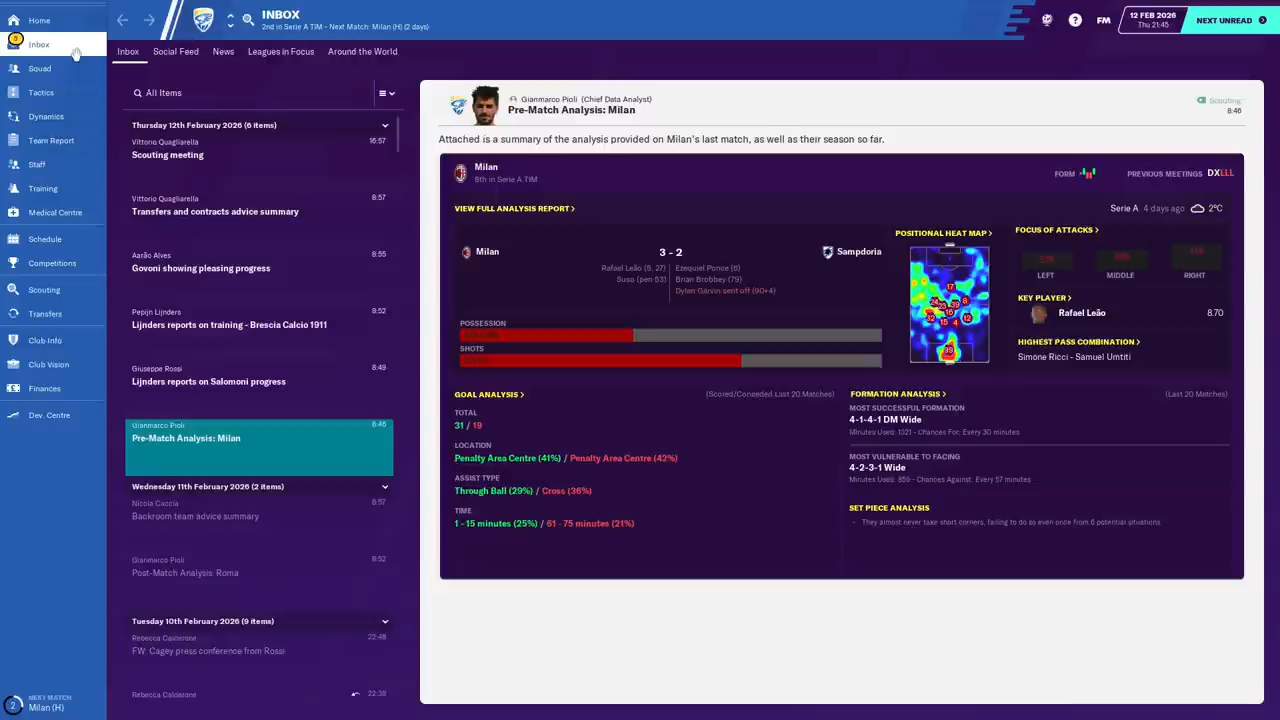 Home
5
Inbox
Squad
Tactics
Dynamics
Team Report
Staff
Training
Medical Centre
Schedule
Competitions
Scouting
Transfers
Club Info
Club Vision
Finances
Dev. Centre
2
NEXT MATCH
Milan (H)
INBOX
2nd in Serie A TIM - Next Match: Milan (H) (2 days)
?
FM
12 FEB 2026
Thu 21:45
NEXT UNREAD
Inbox
Social Feed
News
Leagues in Focus
Around the World
All Items
Thursday 12th February 2026 (6 items)
Vittorio Quagliarella
16:57
Scouting meeting
Vittorio Quagliarella
8:57
Transfers and contracts advice summary
Aarão Alves
8:55
Govoni showing pleasing progress
Pepijn Lijnders
8:52
Lijnders reports on training - Brescia Calcio 1911
Giuseppe Rossi
8:49
Lijnders reports on Salomoni progress
Gianmarco Pioli
8:46
Pre-Match Analysis: Milan
Wednesday 11th February 2026 (2 items)
Nicola Caccia
8:57
Backroom team advice summary
Gianmarco Pioli
8:52
Post-Match Analysis: Roma
Tuesday 10th February 2026 (9 items)
Rebecca Calderone
22:48
FW: Cagey press conference from Rossi
Rebecca Calderone
22:38
Gianmarco Pioli (Chief Data Analyst)
Pre-Match Analysis: Milan
Scouting
8:46
Attached is a summary of the analysis provided on Milan's last match, as well as their season so far.
Milan
8th in Serie A TIM
FORM
PREVIOUS MEETINGS
DXLLL
VIEW FULL ANALYSIS REPORT >
Serie A 4 days ago 2°C
Milan
3 - 2
Sampdoria
Rafael Leão (5, 27)
Suso (pen 53)
Ezequiel Ponce (6)
Brian Brobbey (79)
Dylan Garvin sent off (90+4)
POSSESSION
SHOTS
POSITIONAL HEAT MAP >
17
24
25
39
8
16
32
15
4
12
99
FOCUS OF ATTACKS >
LEFT
MIDDLE
RIGHT
KEY PLAYER >
Rafael Leão
8.70
HIGHEST PASS COMBINATION >
Simone Ricci - Samuel Umtiti
GOAL ANALYSIS >
(Scored/Conceded Last 20 Matches)
TOTAL
31 / 19
LOCATION
Penalty Area Centre (41%) / Penalty Area Centre (42%)
ASSIST TYPE
Through Ball (29%) / Cross (36%)
TIME
1 - 15 minutes (25%) / 61 - 75 minutes (21%)
FORMATION ANALYSIS >
(Last 20 Matches)
MOST SUCCESSFUL FORMATION
4-1-4-1 DM Wide
Minutes Used: 1321 - Chances For: Every 30 minutes
MOST VULNERABLE TO FACING
4-2-3-1 Wide
Minutes Used: 859 - Chances Against: Every 57 minutes
SET PIECE ANALYSIS
- They almost never take short corners, failing to do so even once from 6 potential situations